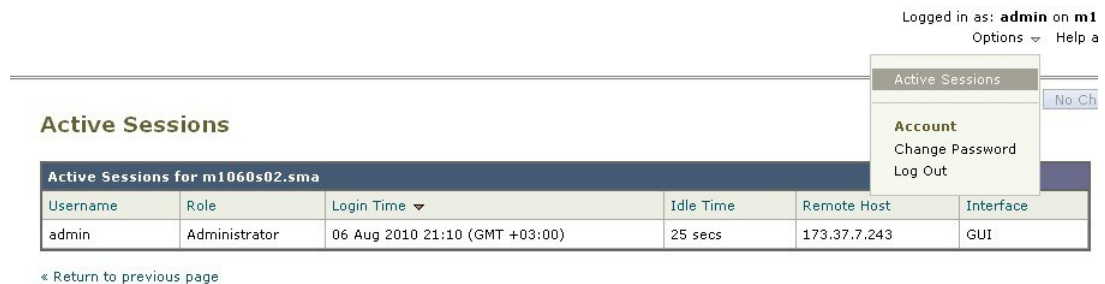 Logged in as: admin on m1
Options Help a
Active Sessions
No Ch
Account
Change Password
Log Out
Active Sessions
Active Sessions for m1060s02.sma
Username Role Login Time Idle Time Remote Host Interface
admin Administrator 06 Aug 2010 21:10 (GMT +03:00) 25 secs 173.37.7.243 GUI
« Return to previous page